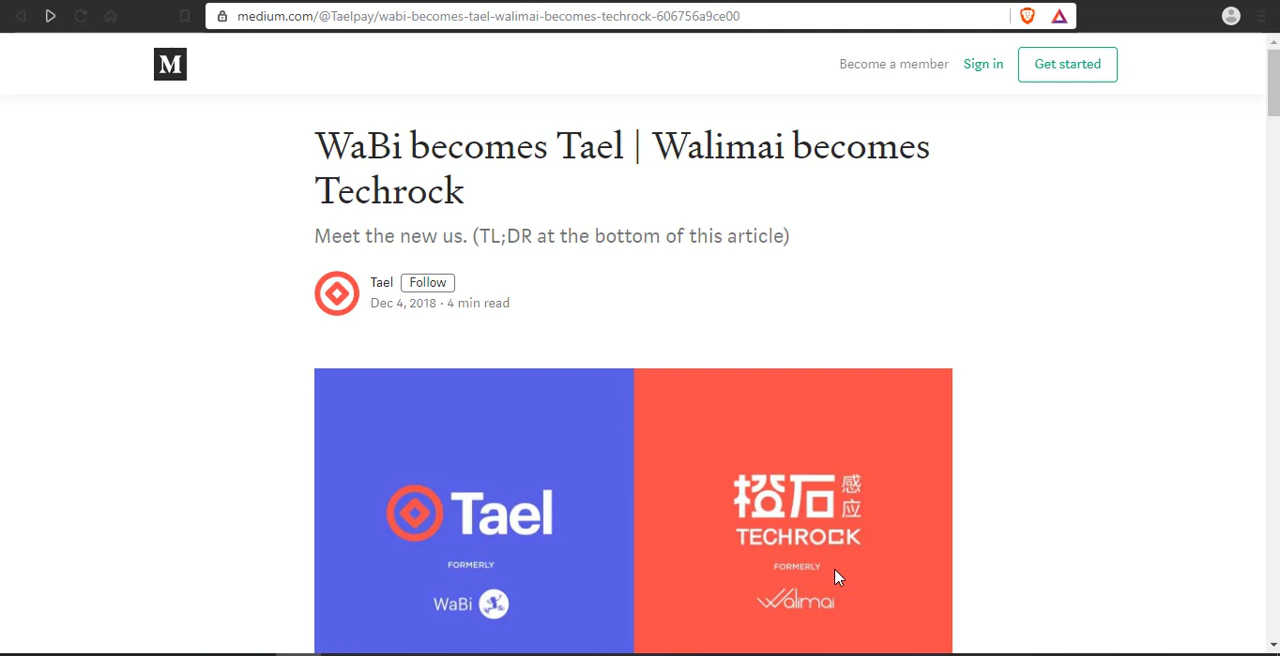 medium.com/@Taelpay/wabi-becomes-tael-walimai-becomes-techrock-606756a9ce00
M
Become a member
Sign in
Get started
WaBi becomes Tael | Walimai becomes
Techrock
Meet the new us. (TL;DR at the bottom of this article)
Tael
Follow
Dec 4, 2018 · 4 min read
Tael
FORMERLY
WaBi
橙石感应
TECHROCK
FORMERLY
Walimai